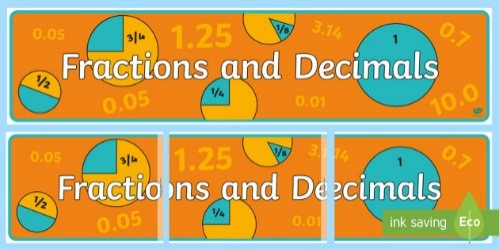 0.05 3/4 1.25 1/8 3.14 1 0.7
Fractions and Decimals
1/2 0.05 1/4 0.01 10.0
0.05 3/4 1.25 1/8 3.14 1 0.7
Fractions and Decimals
1/2 0.05 1/4 0.01
ink saving Eco